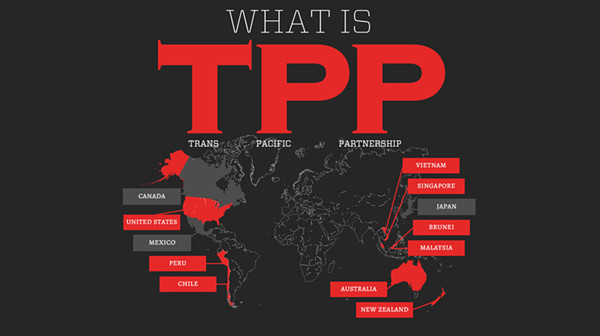 WHAT IS
TPP
TRANS PACIFIC PARTNERSHIP
CANADA
UNITED STATES
MEXICO
PERU
CHILE
VIETNAM
SINGAPORE
JAPAN
BRUNEI
MALAYSIA
AUSTRALIA
NEW ZEALAND